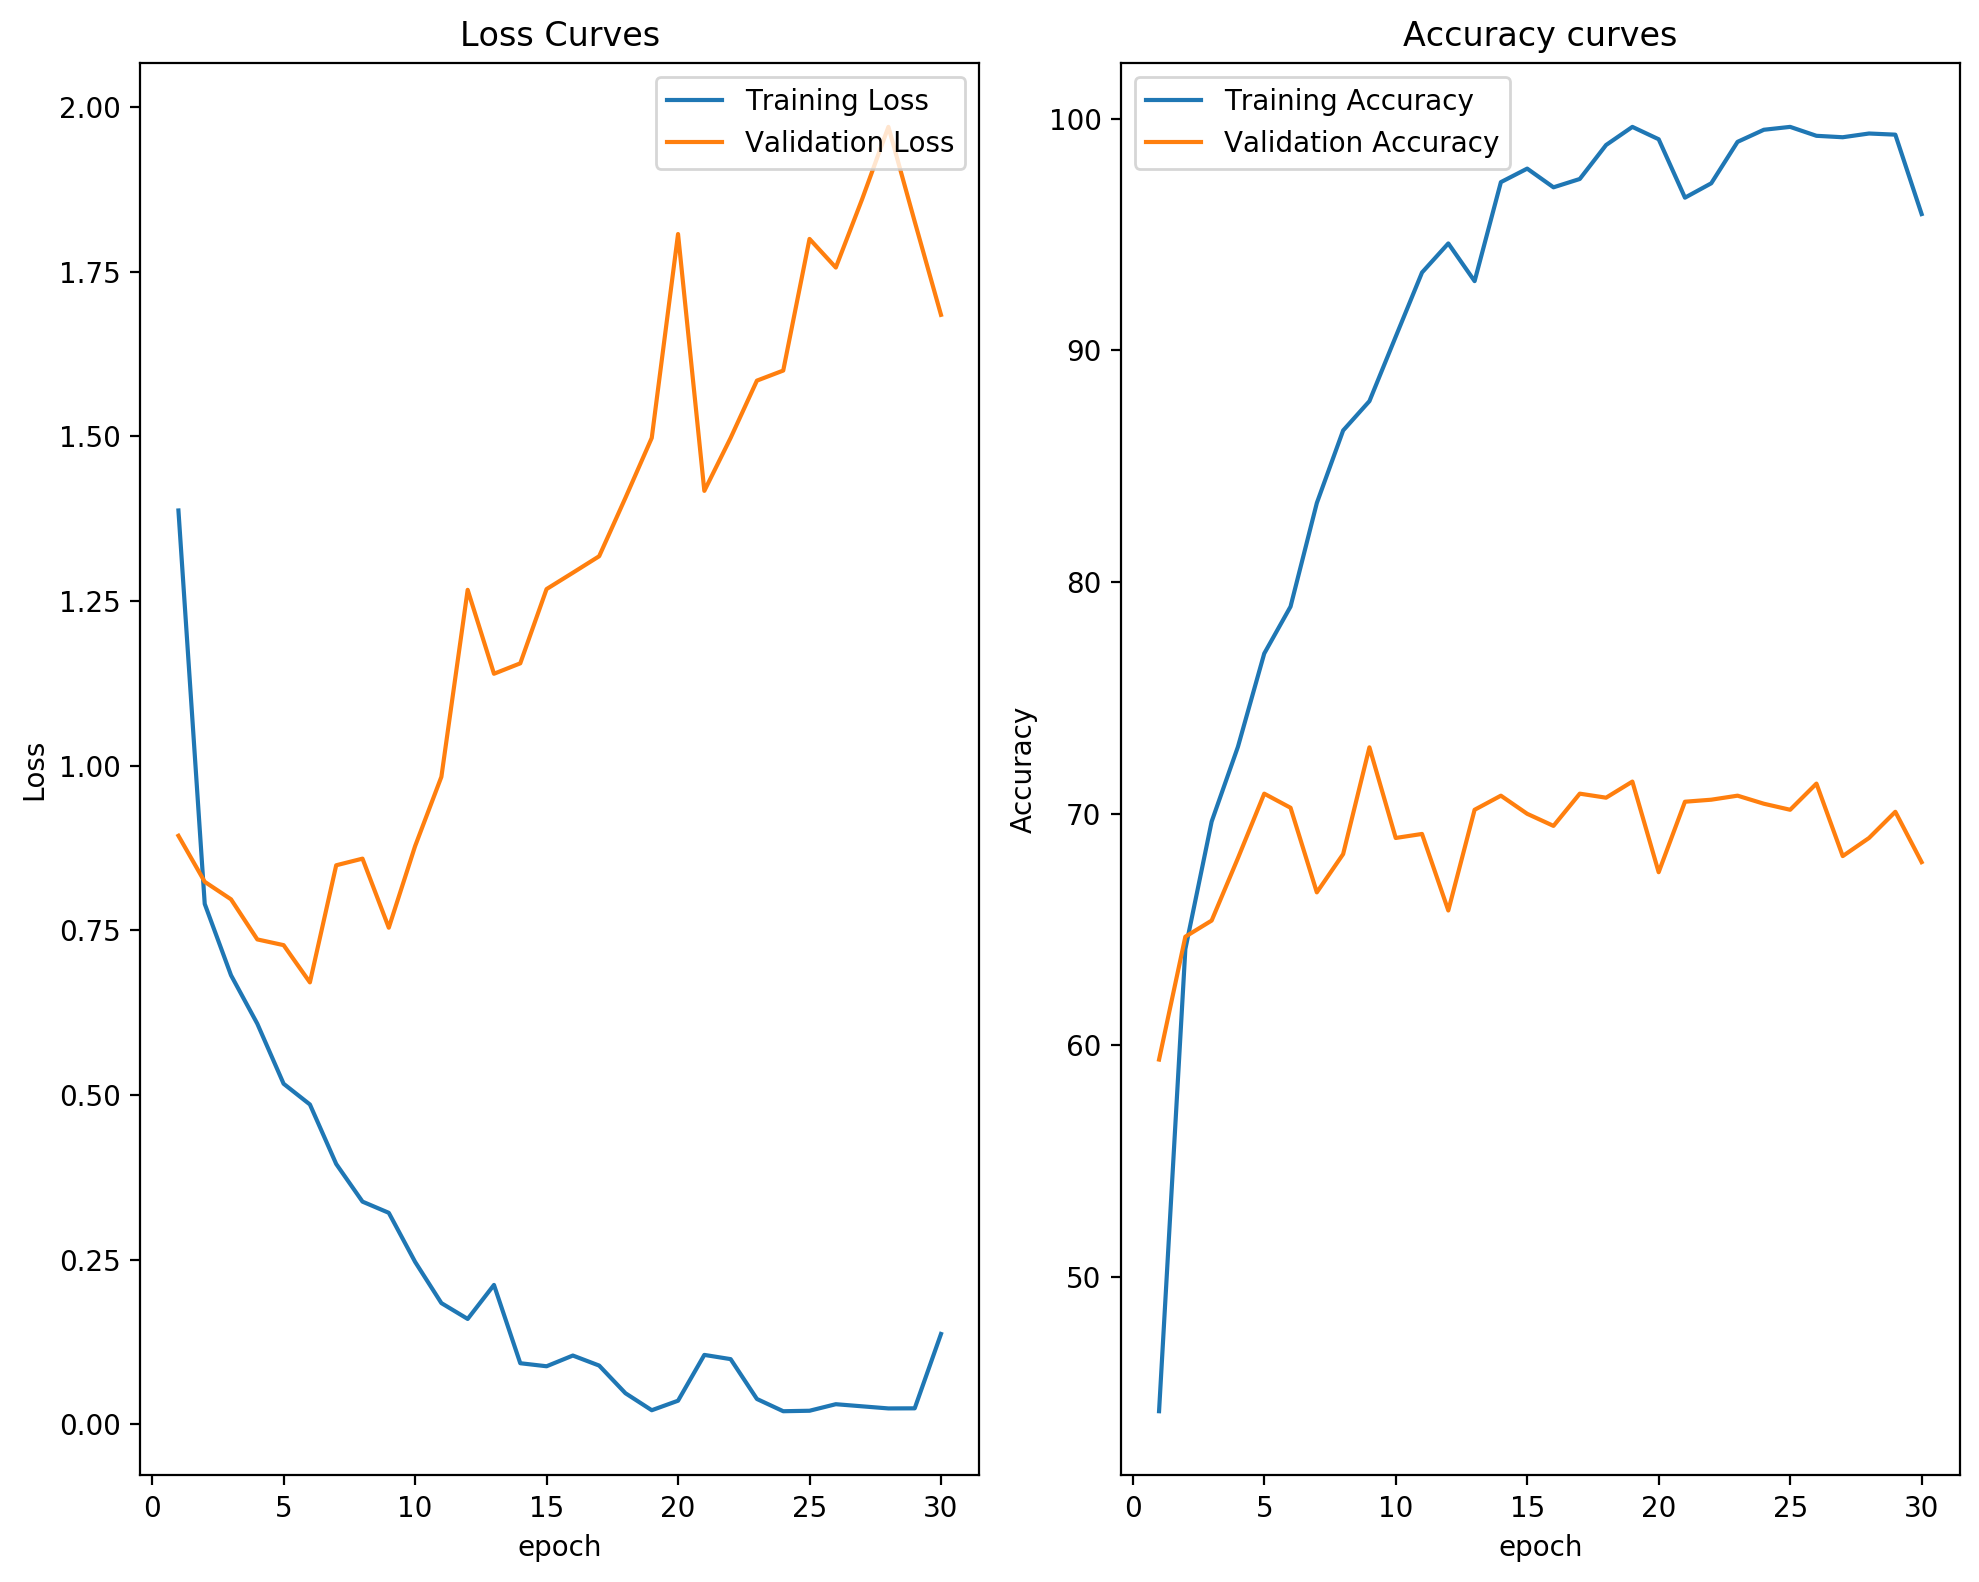 Loss Curves
Training Loss
Validation Loss
2.00
1.75
1.50
1.25
1.00
0.75
0.50
0.25
0.00
Loss
0 5 10 15 20 25 30
epoch
Accuracy curves
Training Accuracy
Validation Accuracy
100
90
80
70
60
50
Accuracy
0 5 10 15 20 25 30
epoch